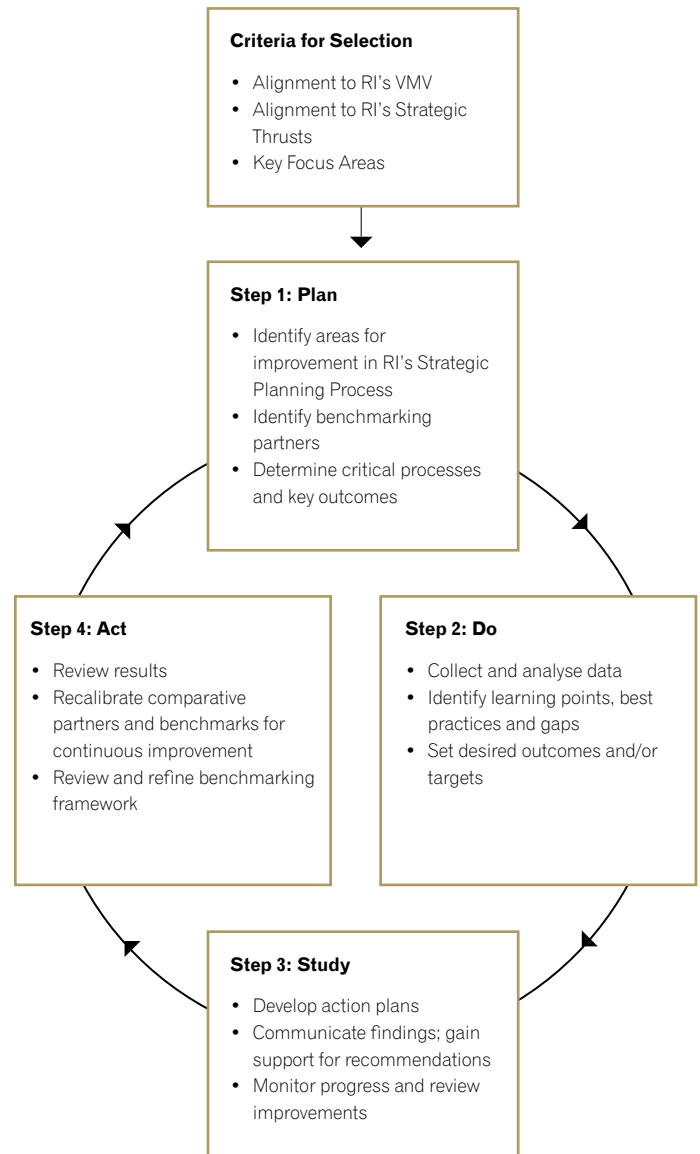 Criteria for Selection
• Alignment to RI's VMV
• Alignment to RI's Strategic
Thrusts
• Key Focus Areas
Step 1: Plan
• Identify areas for
improvement in RI's Strategic
Planning Process
• Identify benchmarking
partners
• Determine critical processes
and key outcomes
Step 2: Do
• Collect and analyse data
• Identify learning points, best
practices and gaps
• Set desired outcomes and/or
targets
Step 3: Study
• Develop action plans
• Communicate findings; gain
support for recommendations
• Monitor progress and review
improvements
Step 4: Act
• Review results
• Recalibrate comparative
partners and benchmarks for
continuous improvement
• Review and refine benchmarking
framework